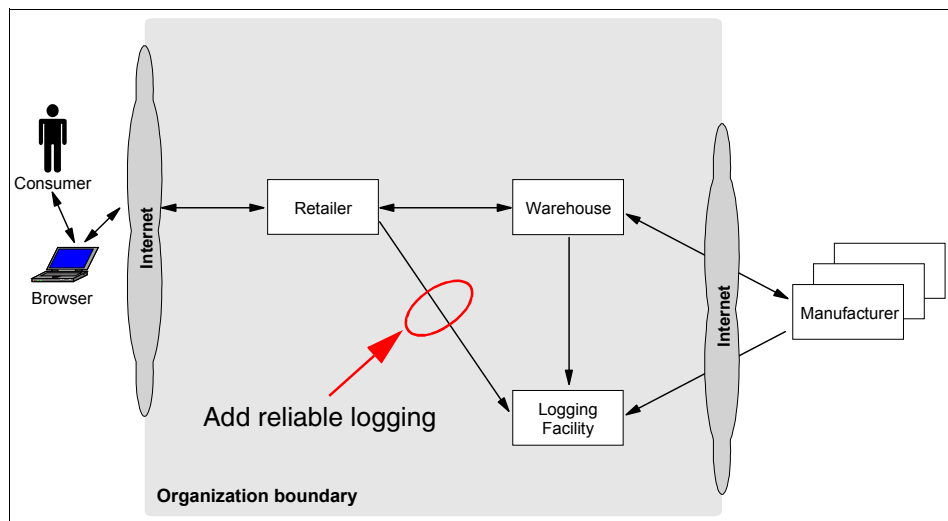 Consumer
Browser
Internet
Retailer
Warehouse
Internet
Manufacturer
Add reliable logging
Logging
Facility
Organization boundary